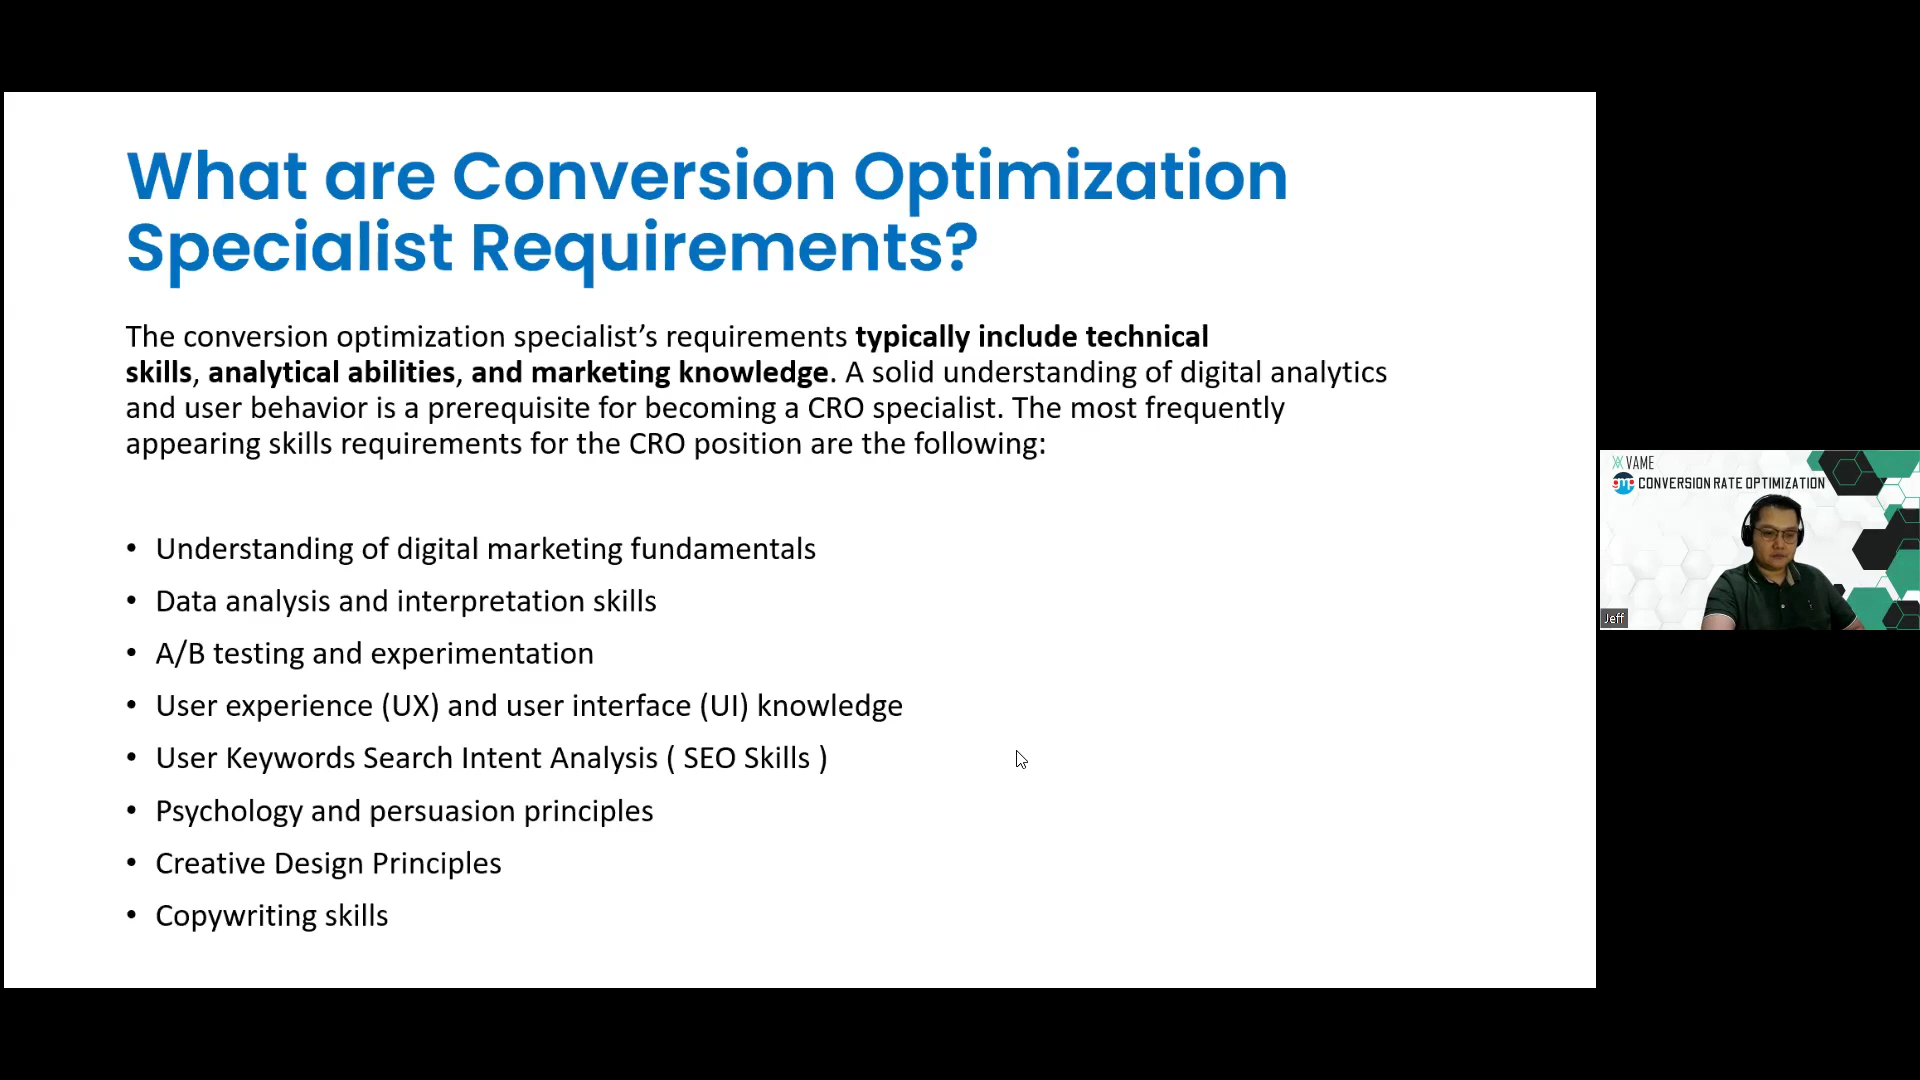 What are Conversion Optimization
Specialist Requirements?
The conversion optimization specialist’s requirements typically include technical
skills, analytical abilities, and marketing knowledge. A solid understanding of digital analytics
and user behavior is a prerequisite for becoming a CRO specialist. The most frequently
appearing skills requirements for the CRO position are the following:
• Understanding of digital marketing fundamentals
• Data analysis and interpretation skills
• A/B testing and experimentation
• User experience (UX) and user interface (UI) knowledge
• User Keywords Search Intent Analysis ( SEO Skills )
• Psychology and persuasion principles
• Creative Design Principles
• Copywriting skills
VAME
gmp CONVERSION RATE OPTIMIZATION
Jeff